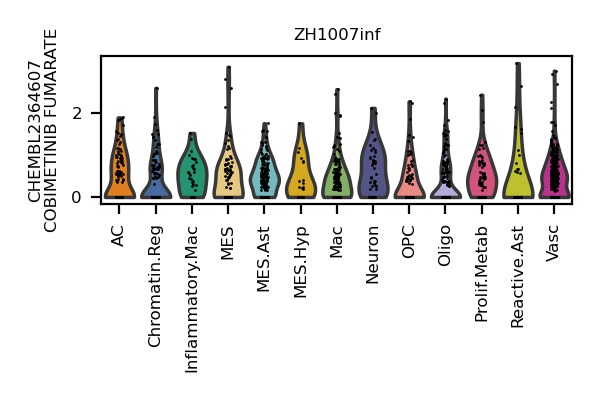 ZH1007inf
CHEMBL2364607
COBIMETINIB FUMARATE
2
0
AC
Chromatin.Reg
Inflammatory.Mac
MES
MES.Ast
MES.Hyp
Mac
Neuron
OPC
Oligo
Prolif.Metab
Reactive.Ast
Vasc